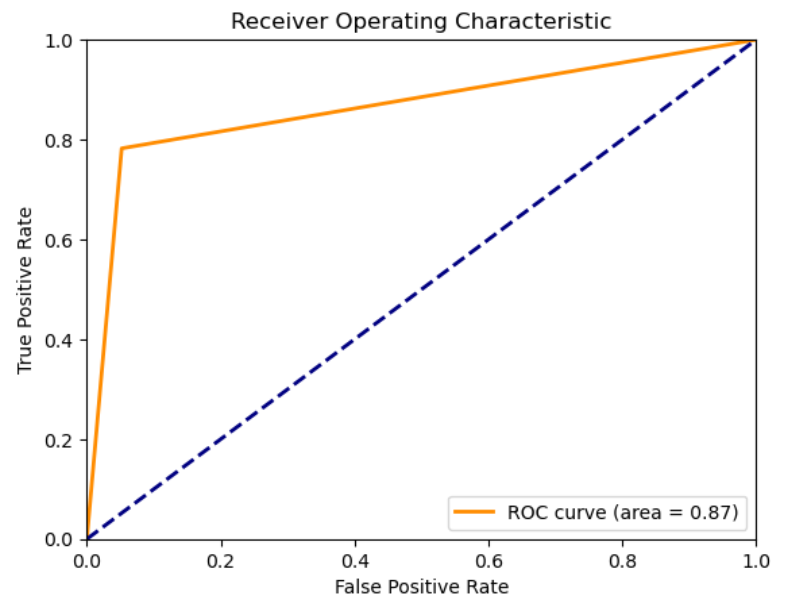 Receiver Operating Characteristic
1.0
0.8
0.6
0.4
0.2
0.0
True Positive Rate
ROC curve (area = 0.87)
0.0 0.2 0.4 0.6 0.8 1.0
False Positive Rate